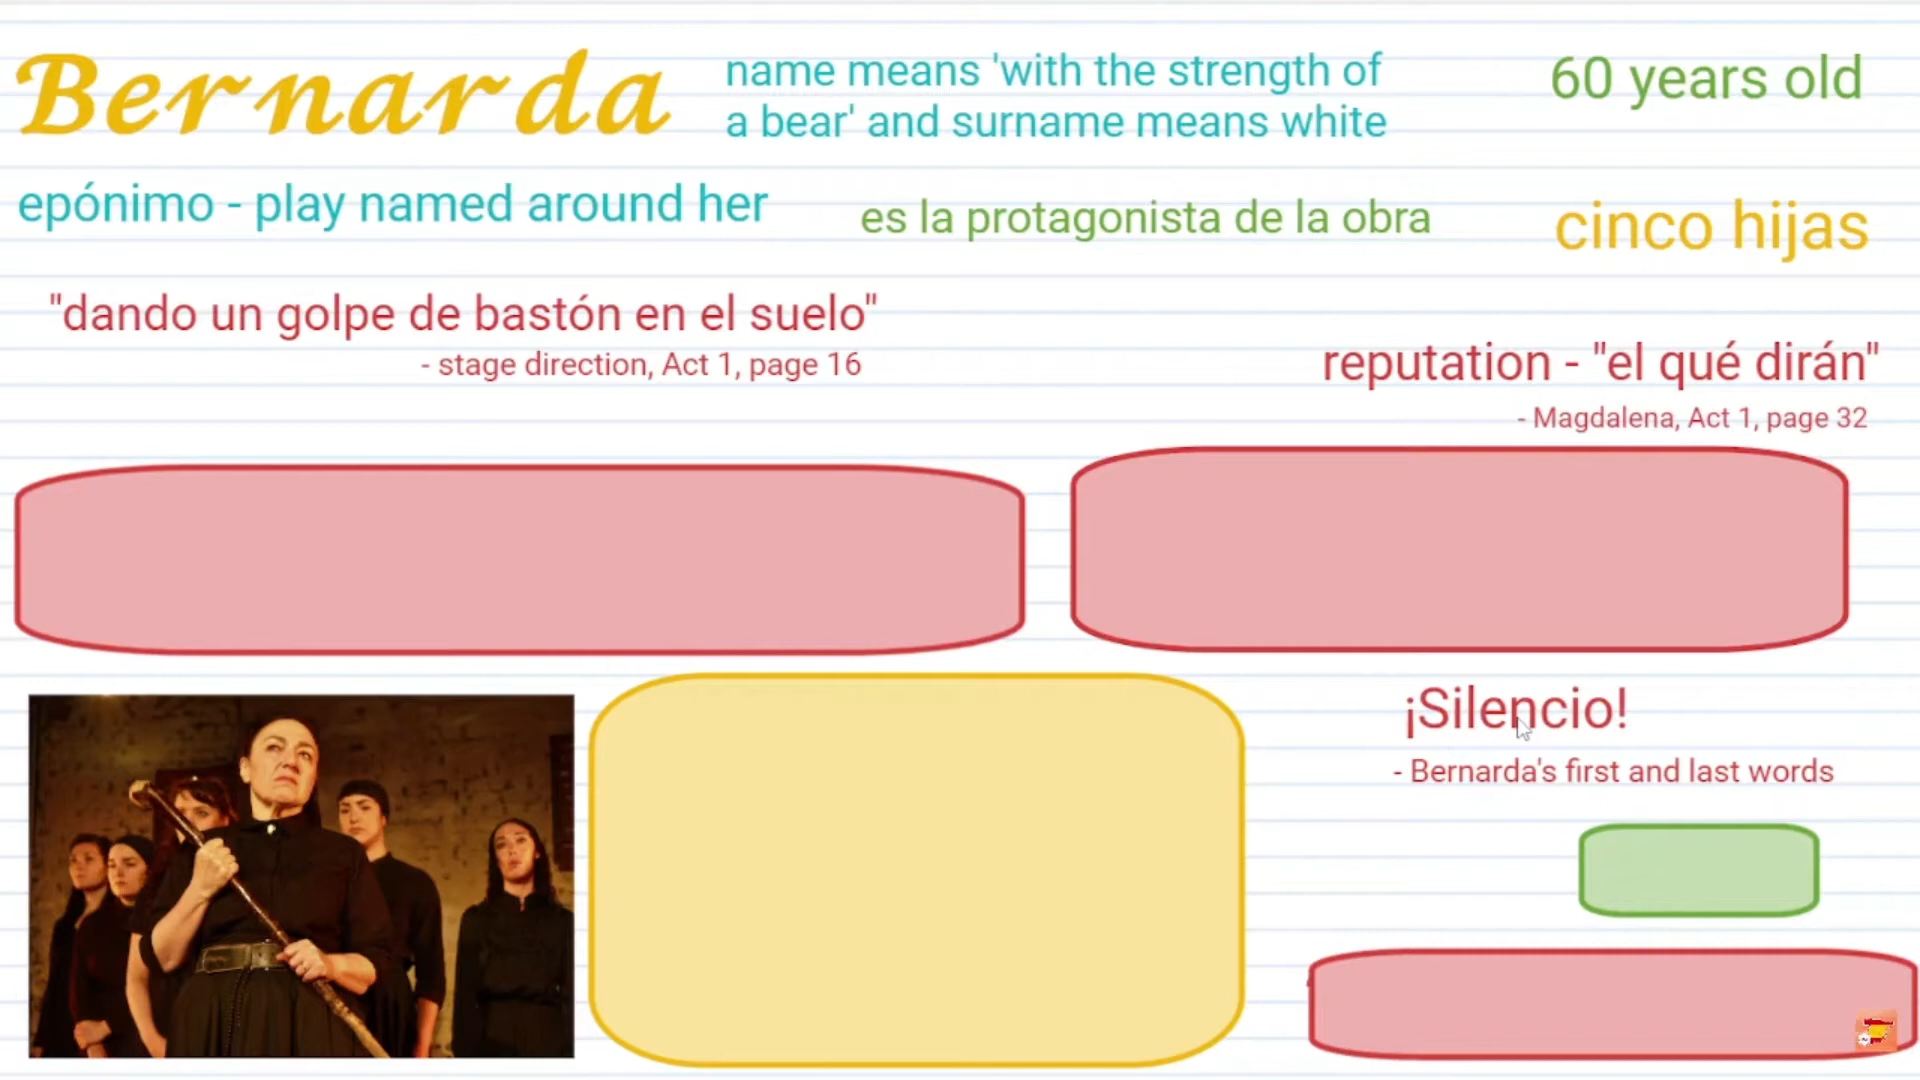 Bernarda
name means 'with the strength of
a bear' and surname means white
60 years old
epónimo - play named around her
es la protagonista de la obra
cinco hijas
"dando un golpe de bastón en el suelo"
- stage direction, Act 1, page 16
reputation - "el qué dirán"
- Magdalena, Act 1, page 32
¡Silencio!
- Bernarda's first and last words